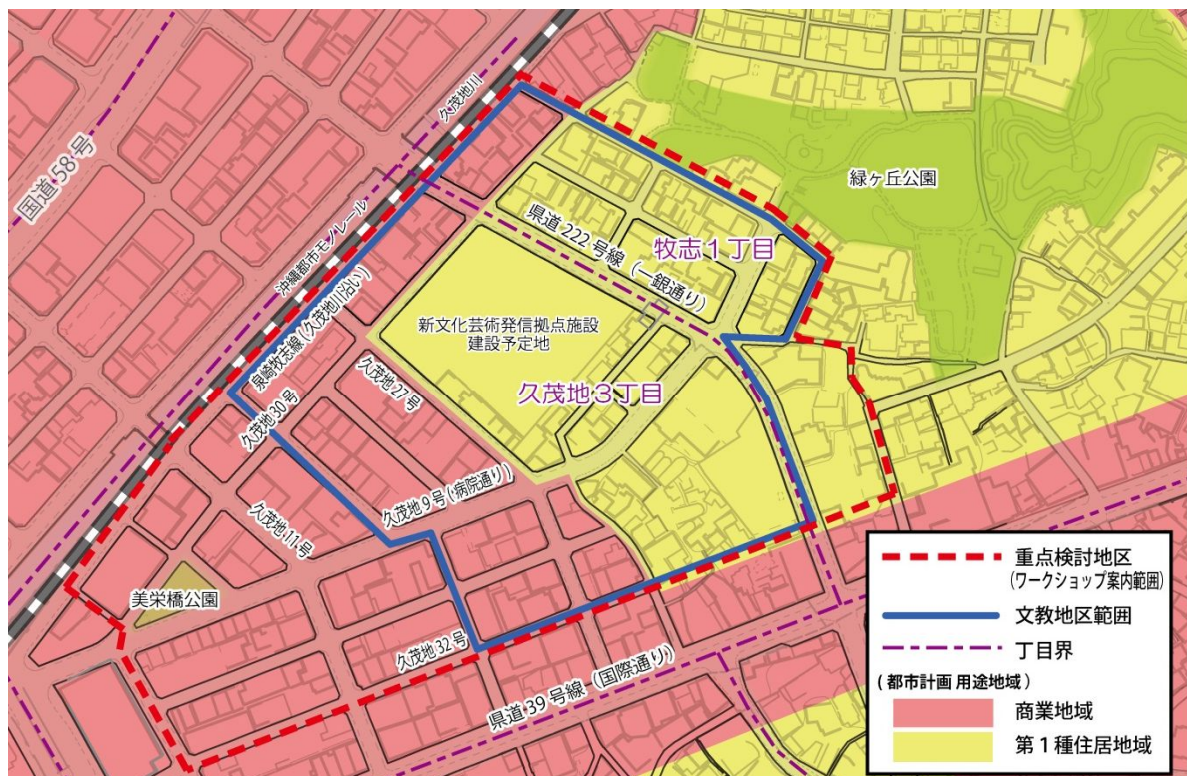 国道58号
久茂地川
沖縄都市モノレール
泉崎牧志線(久茂地川沿い)
緑ヶ丘公園
県道222号線(一銀通り)
牧志1丁目
新文化芸術発信拠点施設
建設予定地
久茂地3丁目
久茂地27号
久茂地30号
久茂地9号(病院通り)
久茂地11号
美栄橋公園
久茂地32号
県道39号線(国際通り)
重点検討地区
(ワークショップ案内範囲)
文教地区範囲
丁目界
(都市計画 用途地域)
商業地域
第1種住居地域